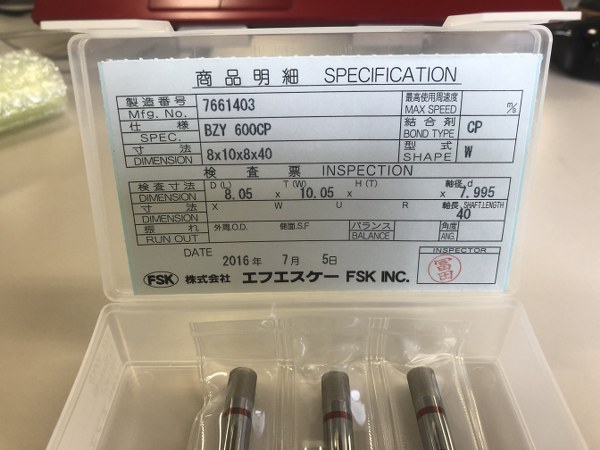 商品明細 SPECIFICATION
製造番号 Mfg. No. 7661403 最高使用周速度 MAX SPEED m/s
仕様 SPEC. BZY 600CP 結合剤 BOND TYPE CP
寸法 DIMENSION 8x10x8x40 型式 SHAPE W
検査票 INSPECTION
検査寸法 DIMENSION D(L) 8.05 x T(W) 10.05 x H(T) x 軸径,d 7.995
寸法 DIMENSION X W U R 軸長,SHAFT,LENGTH 40
振れ RUN OUT 外周.O.D. 側面.S.F バランス BALANCE 角度 ANG.
DATE 2016年 7月 5日 INSPECTOR
冨田
FSK 株式会社 エフエスケー FSK INC.